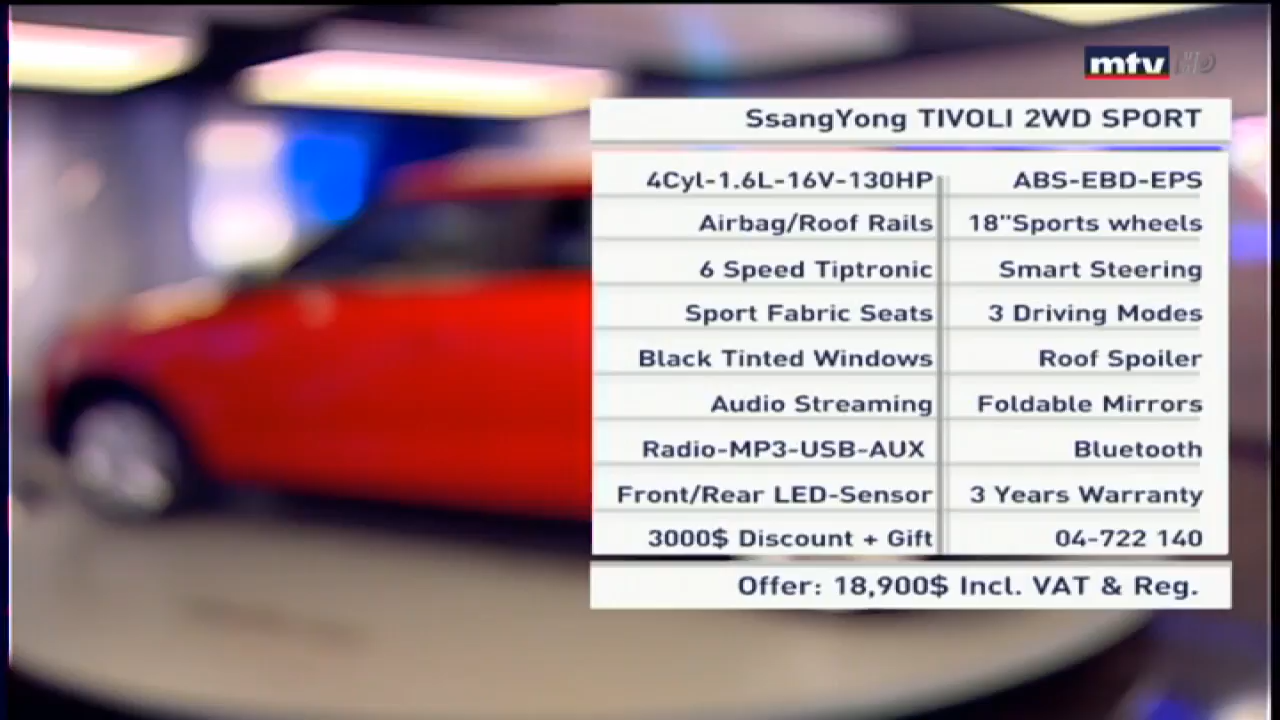 mtv HD
SsangYong TIVOLI 2WD SPORT
4Cyl-1.6L-16V-130HP ABS-EBD-EPS
Airbag/Roof Rails 18"Sports wheels
6 Speed Tiptronic Smart Steering
Sport Fabric Seats 3 Driving Modes
Black Tinted Windows Roof Spoiler
Audio Streaming Foldable Mirrors
Radio-MP3-USB-AUX Bluetooth
Front/Rear LED-Sensor 3 Years Warranty
3000$ Discount + Gift 04-722 140
Offer: 18,900$ Incl. VAT & Reg.